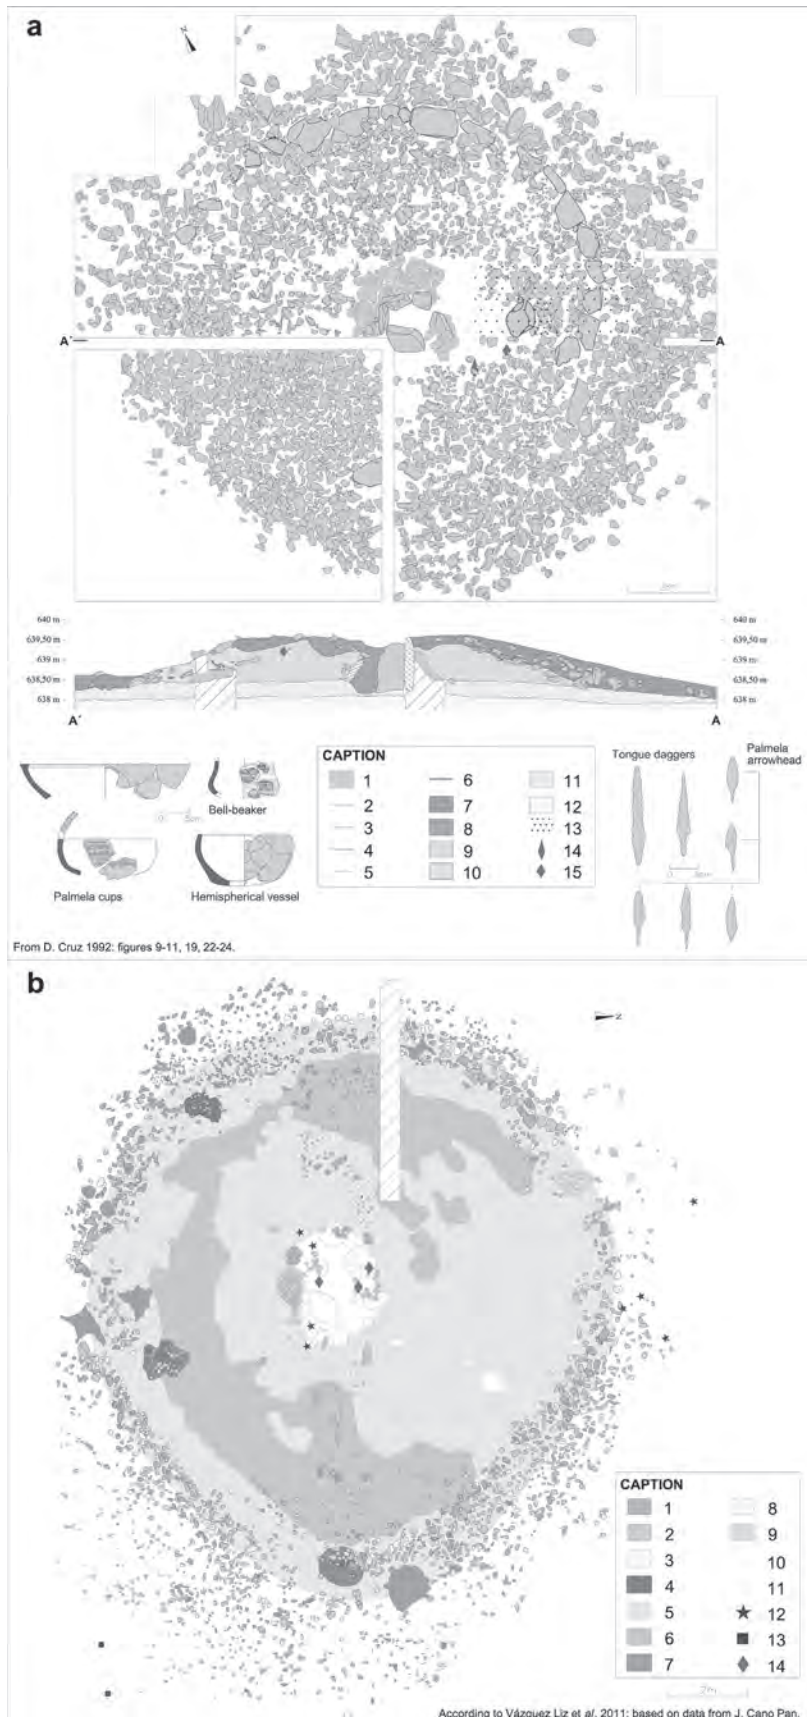 a
N
A'
A
640 m
639,50 m
639 m
638,50 m
638 m
640 m
639,50 m
639 m
638,50 m
638 m
A'
A
Bell-beaker
Palmela cups
Hemispherical vessel
CAPTION
1
2
3
4
5
6
7
8
9
10
11
12
13
14
15
Tongue daggers
Palmela
arrowhead
From D. Cruz 1992: figures 9-11, 19, 22-24.
b
N
CAPTION
1
2
3
4
5
6
7
8
9
10
11
12
13
14
2m
According to Vázquez Liz et al. 2011; based on data from J. Cano Pan.